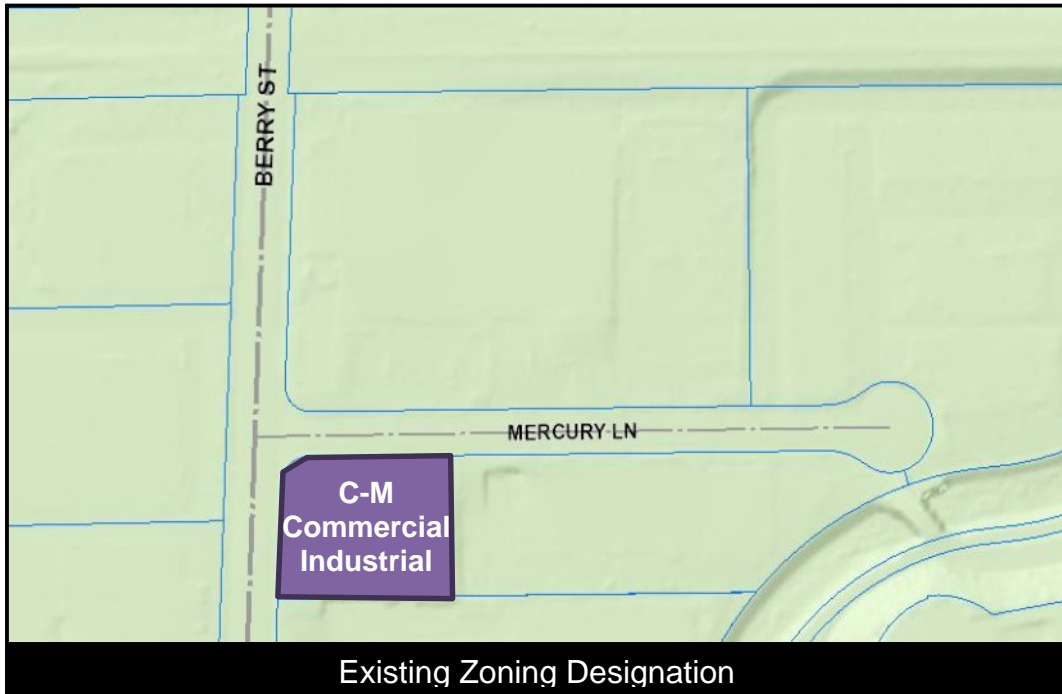 BERRY ST
MERCURY LN
C-M
Commercial
Industrial
Existing Zoning Designation